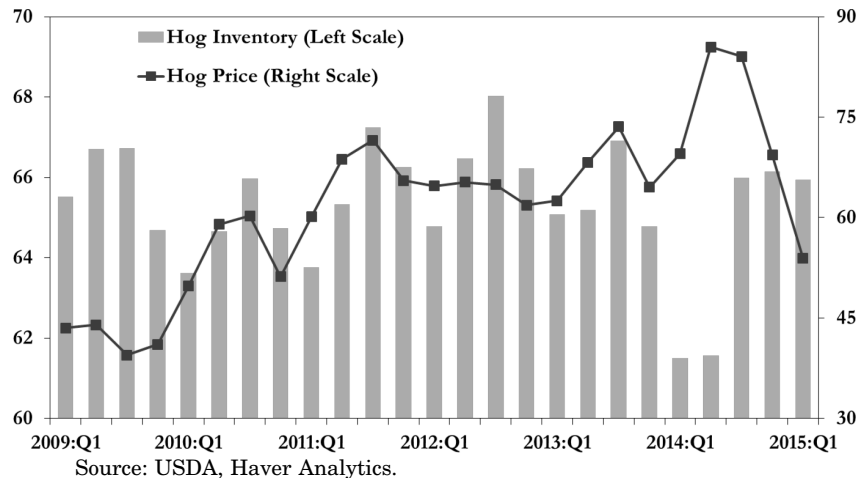 70
90
Hog Inventory (Left Scale)
Hog Price (Right Scale)
68
75
66
60
64
62
45
60
30
2009:Q1 2010:Q1 2011:Q1 2012:Q1 2013:Q1 2014:Q1 2015:Q1
Source: USDA, Haver Analytics.